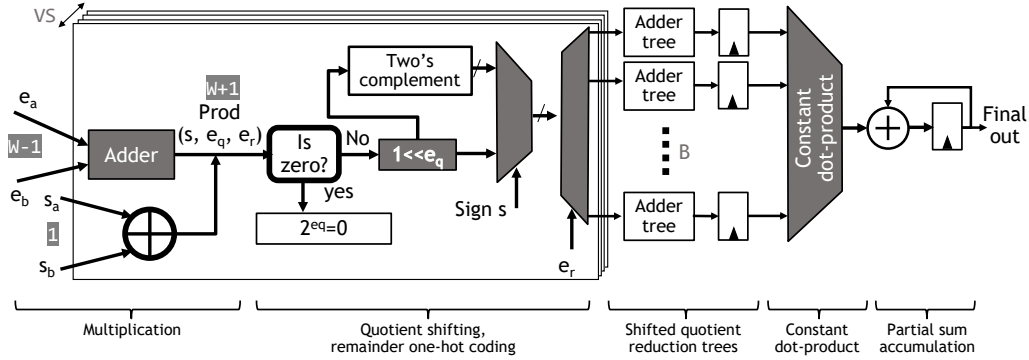 VS
e_a
W-1
e_b
Adder
s_a
1
s_b
W+1
Prod
(s, e_q, e_r)
Is
zero?
No
yes
2^eq=0
Two's
complement
1<<e_q
Sign s
e_r
Adder
tree
Adder
tree
B
Adder
tree
Constant
dot-product
Final
out
Multiplication
Quotient shifting,
remainder one-hot coding
Shifted quotient
reduction trees
Constant
dot-product
Partial sum
accumulation